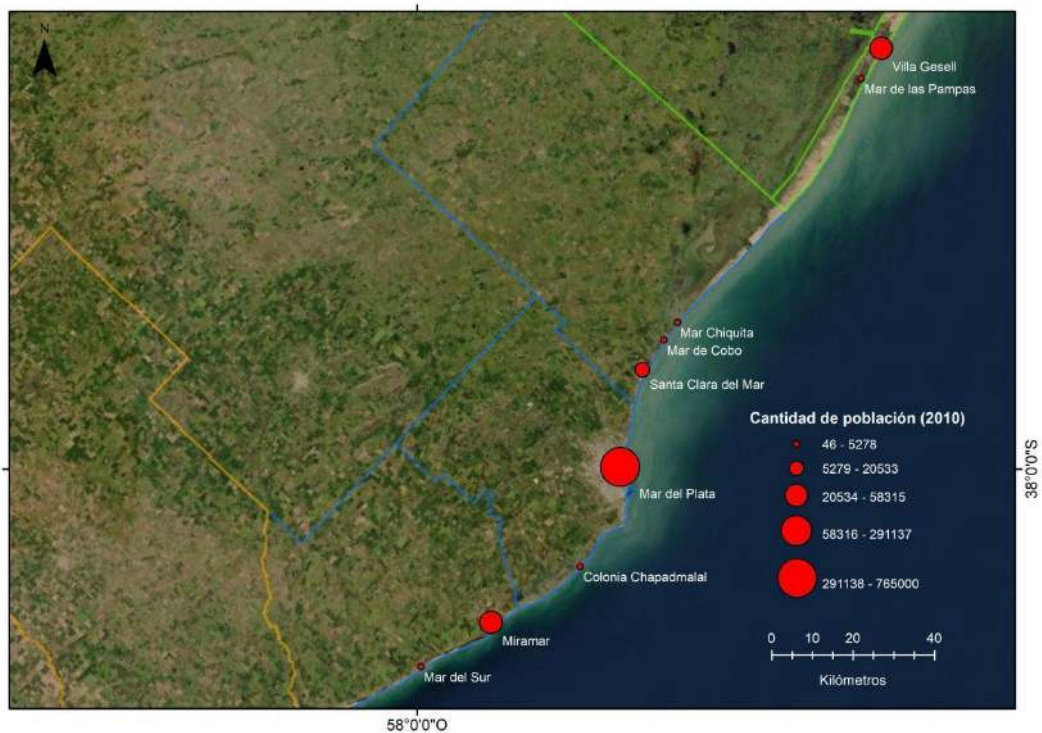 N
Villa Gesell
Mar de las Pampas
Mar Chiquita
Mar de Cobo
Santa Clara del Mar
Cantidad de población (2010)
46 - 5278
5279 - 20533
20534 - 58315
58316 - 291137
291138 - 765000
Mar del Plata
38°0'0"S
Colonia Chapadmalal
Miramar
Mar del Sur
0 10 20 40
Kilómetros
58°0'0"O